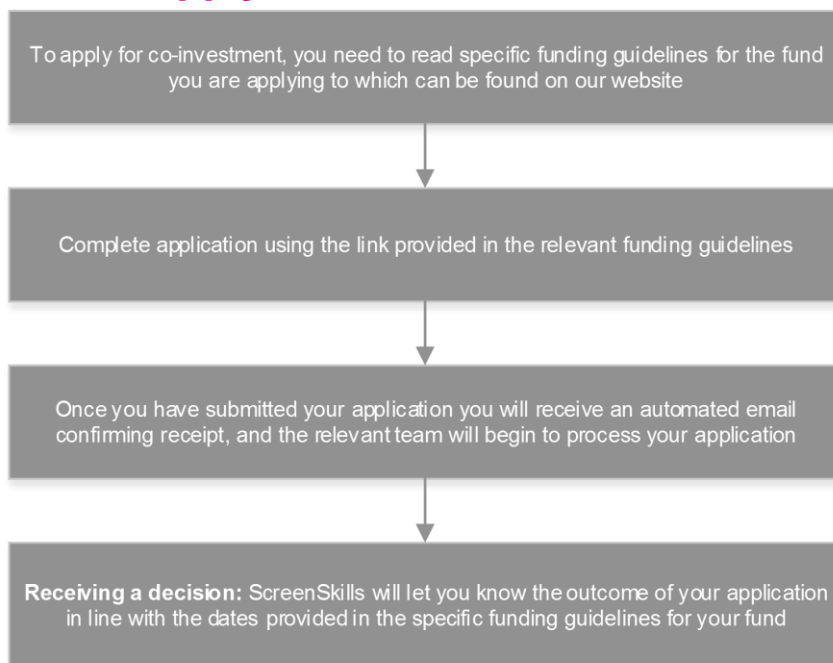 To apply for co-investment, you need to read specific funding guidelines for the fund
you are applying to which can be found on our website
Complete application using the link provided in the relevant funding guidelines
Once you have submitted your application you will receive an automated email
confirming receipt, and the relevant team will begin to process your application
Receiving a decision: ScreenSkills will let you know the outcome of your application
in line with the dates provided in the specific funding guidelines for your fund